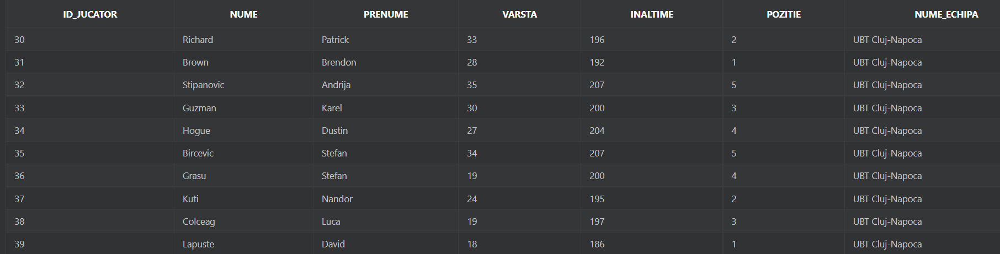 ID_JUCATOR NUME PRENUME VARSTA INALTIME POZITIE NUME_ECHIPA
30 Richard Patrick 33 196 2 UBT Cluj-Napoca
31 Brown Brendon 28 192 1 UBT Cluj-Napoca
32 Stipanovic Andrija 35 207 5 UBT Cluj-Napoca
33 Guzman Karel 30 200 3 UBT Cluj-Napoca
34 Hogue Dustin 27 204 4 UBT Cluj-Napoca
35 Bircevic Stefan 34 207 5 UBT Cluj-Napoca
36 Grasu Stefan 19 200 4 UBT Cluj-Napoca
37 Kuti Nandor 24 195 2 UBT Cluj-Napoca
38 Colceag Luca 19 197 3 UBT Cluj-Napoca
39 Lapuste David 18 186 1 UBT Cluj-Napoca